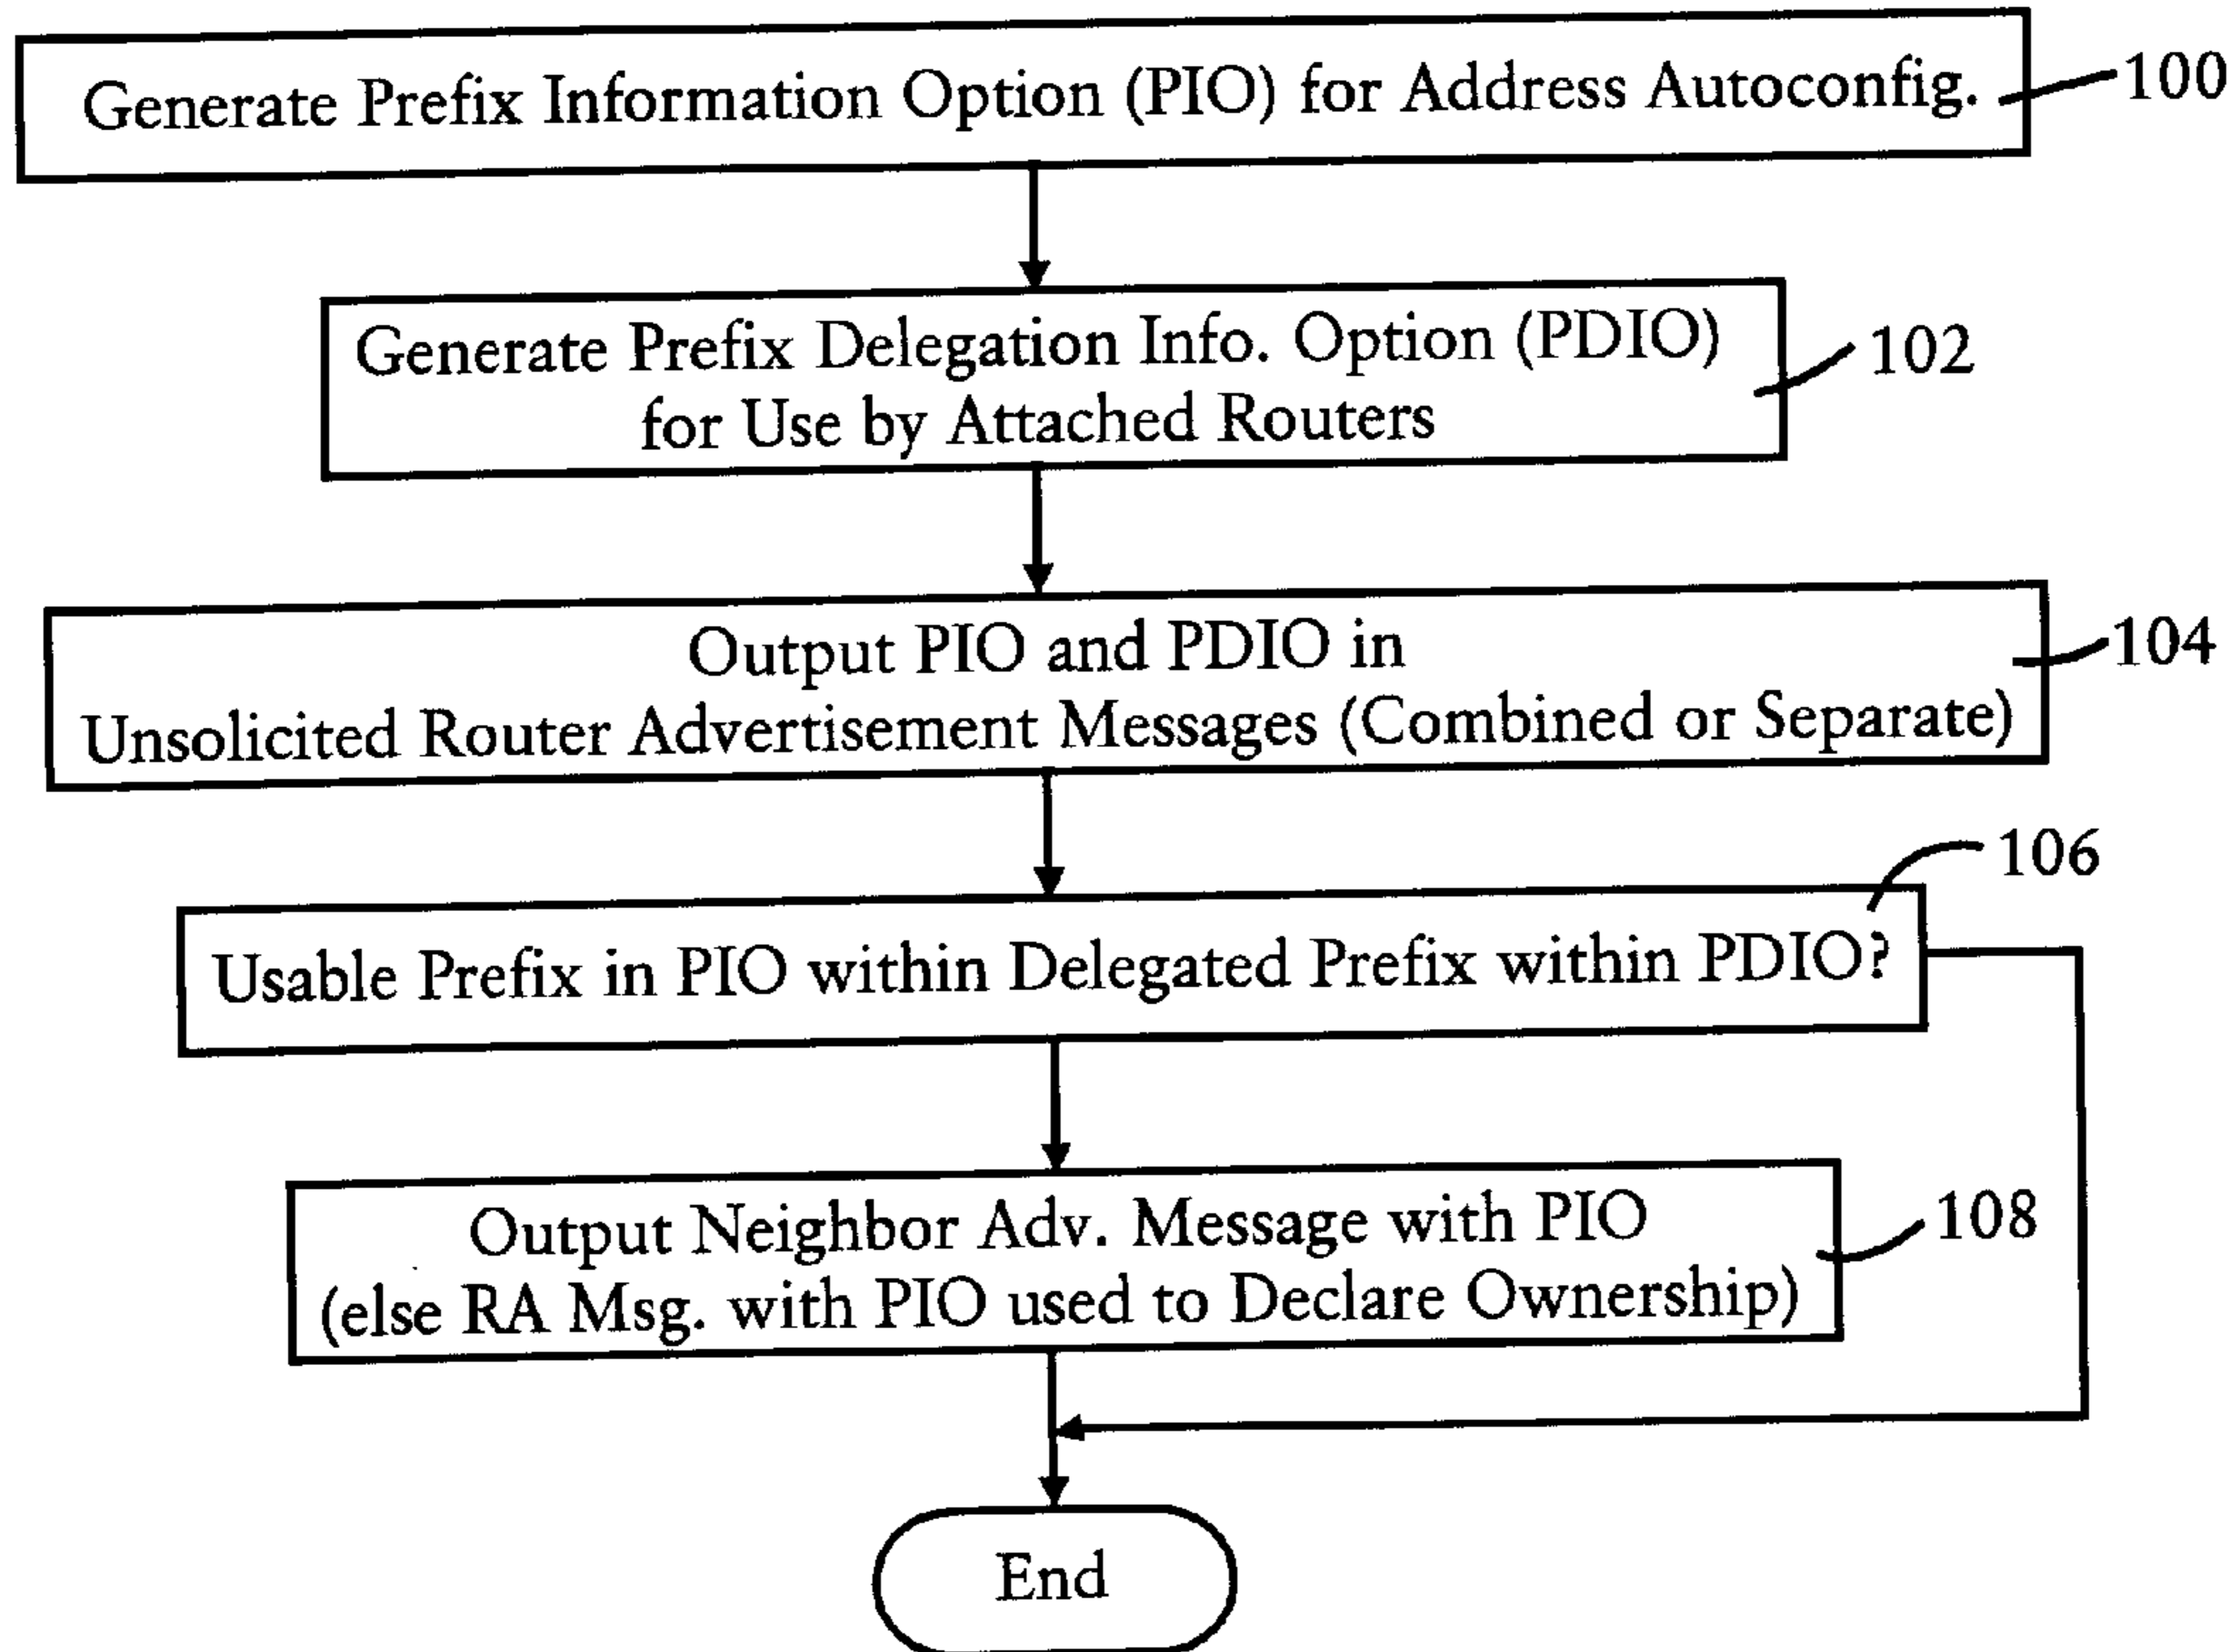 Generate Prefix Information Option (PIO) for Address Autoconfig.
100
Generate Prefix Delegation Info. Option (PDIO)
for Use by Attached Routers
102
Output PIO and PDIO in
Unsolicited Router Advertisement Messages (Combined or Separate)
104
106
Usable Prefix in PIO within Delegated Prefix within PDIO?
Output Neighbor Adv. Message with PIO
(else RA Msg. with PIO used to Declare Ownership)
108
End